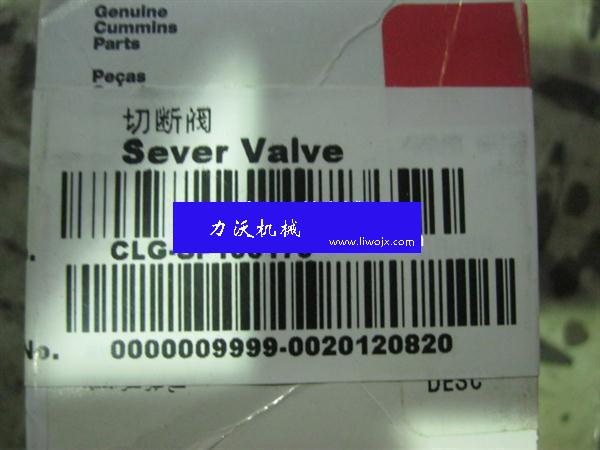 Genuine
Cummins
Parts
Peças
切断阀
Sever Valve
力沃机械
www.liwojx.com
No.
0000009999-0020120820
DESC